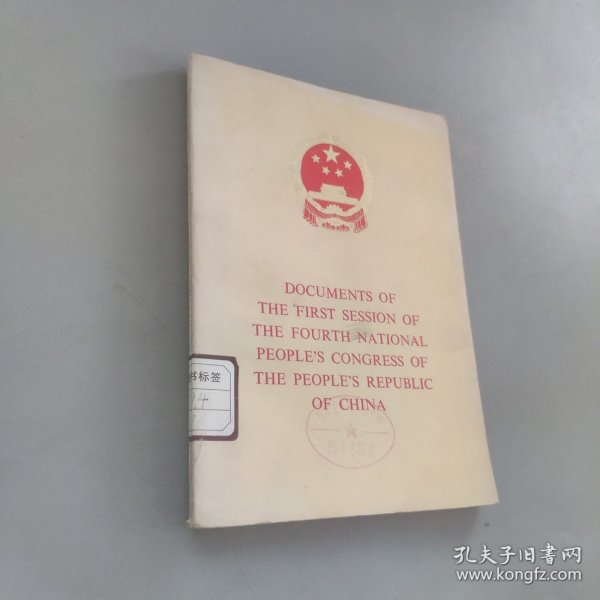 DOCUMENTS OF
THE FIRST SESSION OF
THE FOURTH NATIONAL
PEOPLE'S CONGRESS OF
THE PEOPLE'S REPUBLIC
OF CHINA
书标签
孔夫子旧书网
www.kongfz.com